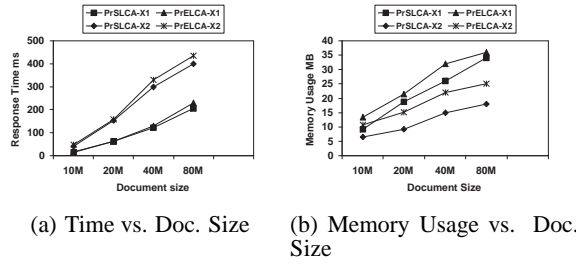 PrSLCA-X1 PrELCA-X1
PrSLCA-X2 PrELCA-X2
500
400
300
200
100
0
Response Time ms
10M 20M 40M 80M
Document size
(a) Time vs. Doc. Size
PrSLCA-X1 PrELCA-X1
PrSLCA-X2 PrELCA-X2
40
35
30
25
20
15
10
5
0
Memory Usage MB
10M 20M 40M 80M
Document Size
(b) Memory Usage vs. Doc.
Size